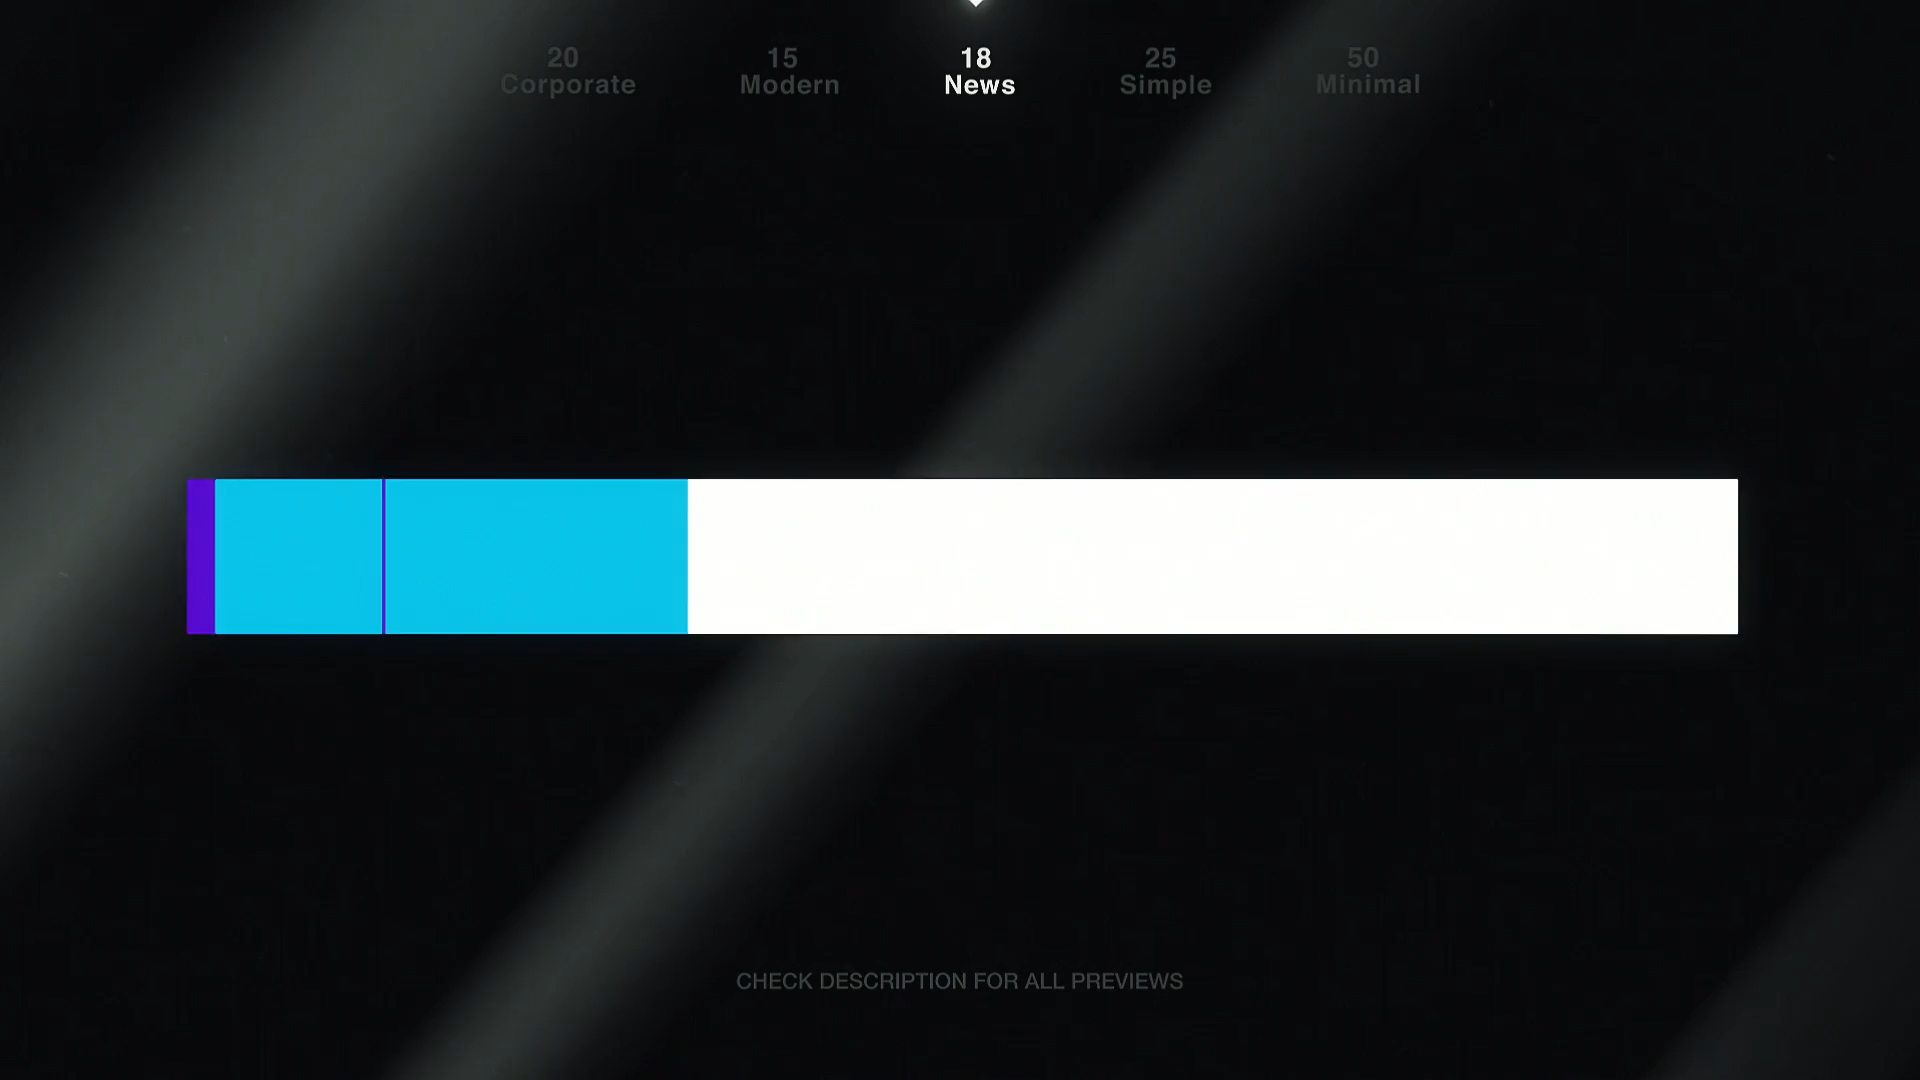 20
Corporate
15
Modern
18
News
25
Simple
50
Minimal
CHECK DESCRIPTION FOR ALL PREVIEWS